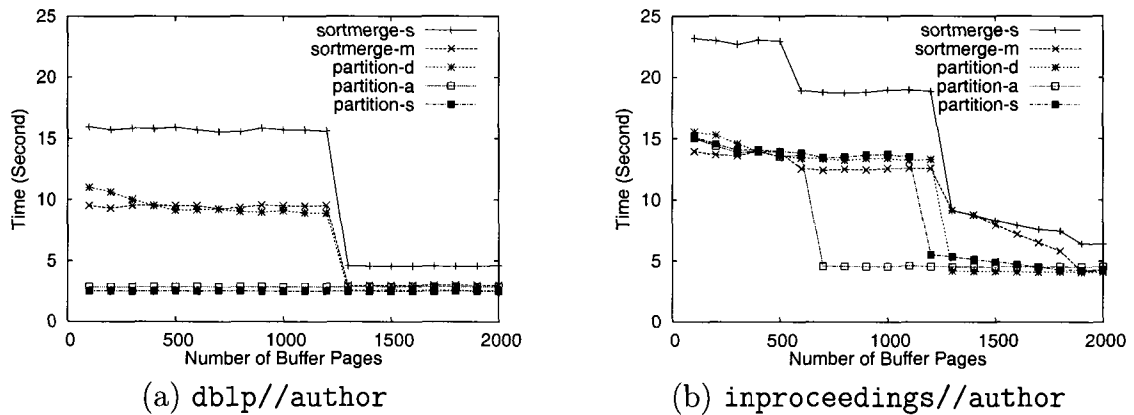 25
20
15
10
5
0
Time (Second)
sortmerge-s
sortmerge-m
partition-d
partition-a
partition-s
0 500 1000 1500 2000
Number of Buffer Pages
(a) dblp//author
25
20
15
10
5
0
Time (Second)
sortmerge-s
sortmerge-m
partition-d
partition-a
partition-s
0 500 1000 1500 2000
Number of Buffer Pages
(b) inproceedings//author